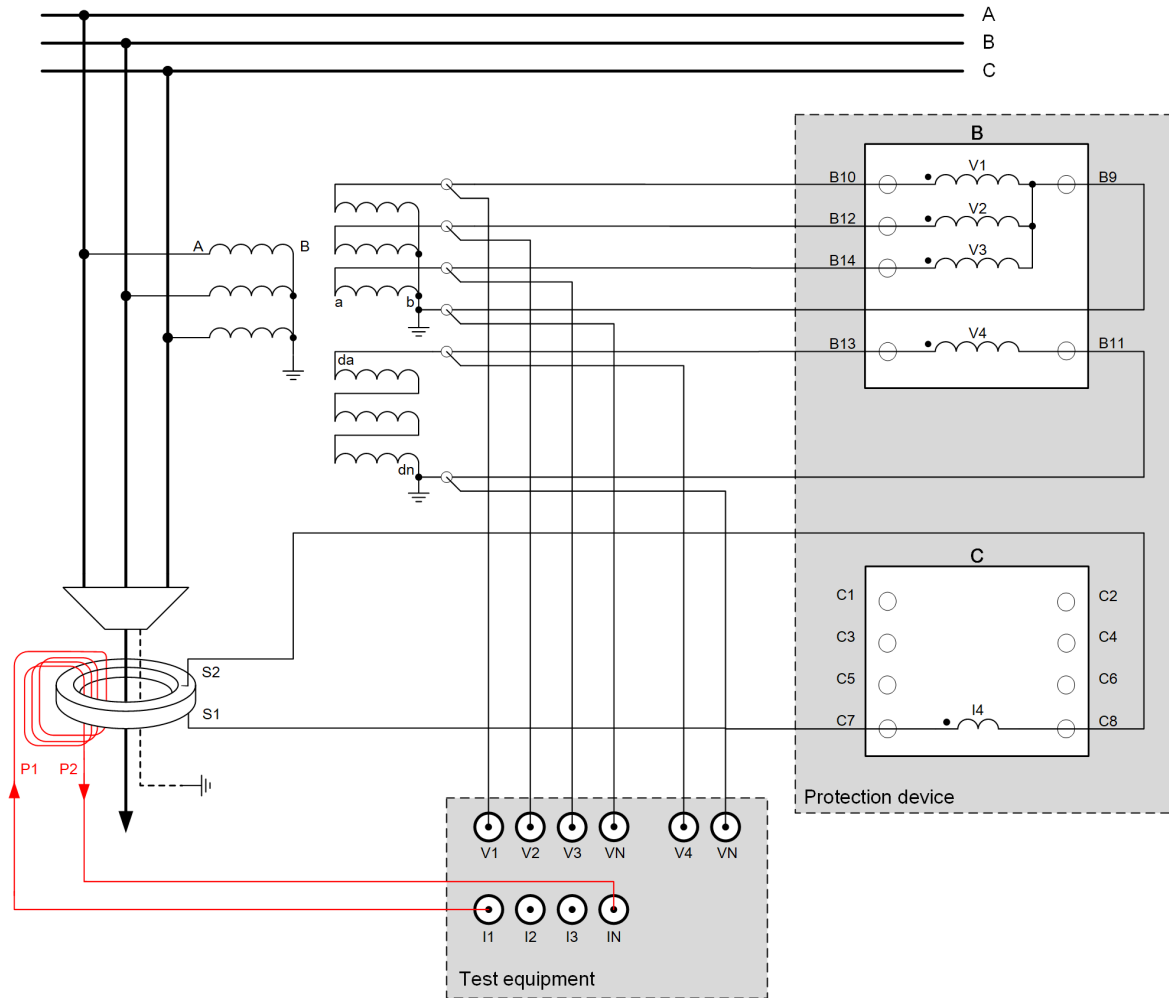 A
B
C
B
V1
B10
B9
V2
B12
V3
B14
A
B
a
b
V4
B13
B11
da
dn
C
C1
C2
C3
C4
S2
C5
C6
S1
I4
C7
C8
P1
P2
Protection device
V1
V2
V3
VN
V4
VN
I1
I2
I3
IN
Test equipment